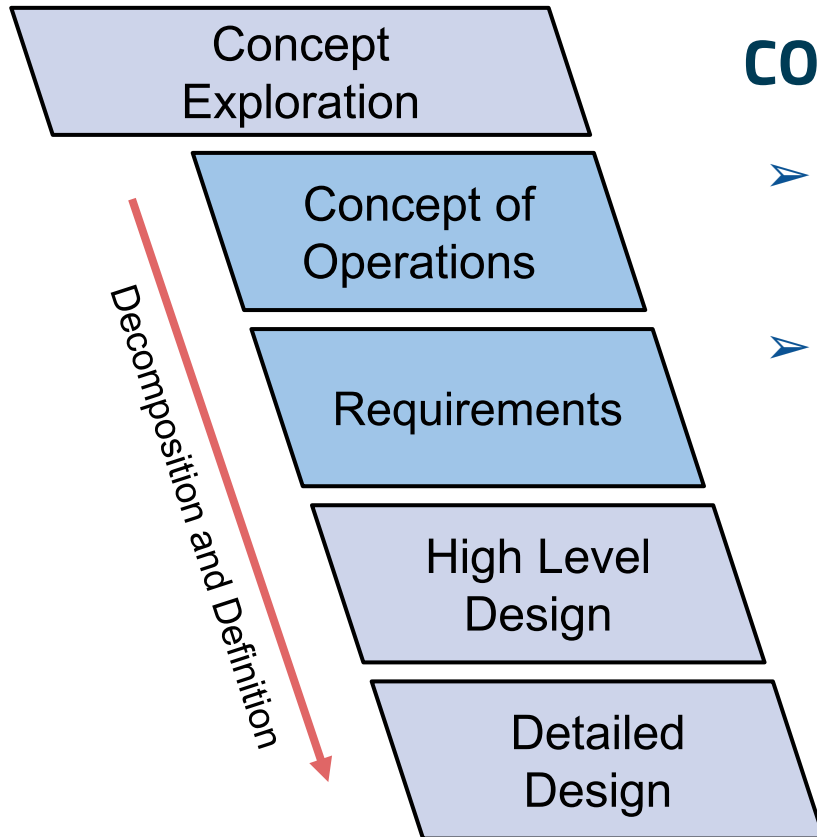 Concept
Exploration
CO
➢
Concept of
Operations
➢
Requirements
Decomposition and Definition
High Level
Design
Detailed
Design